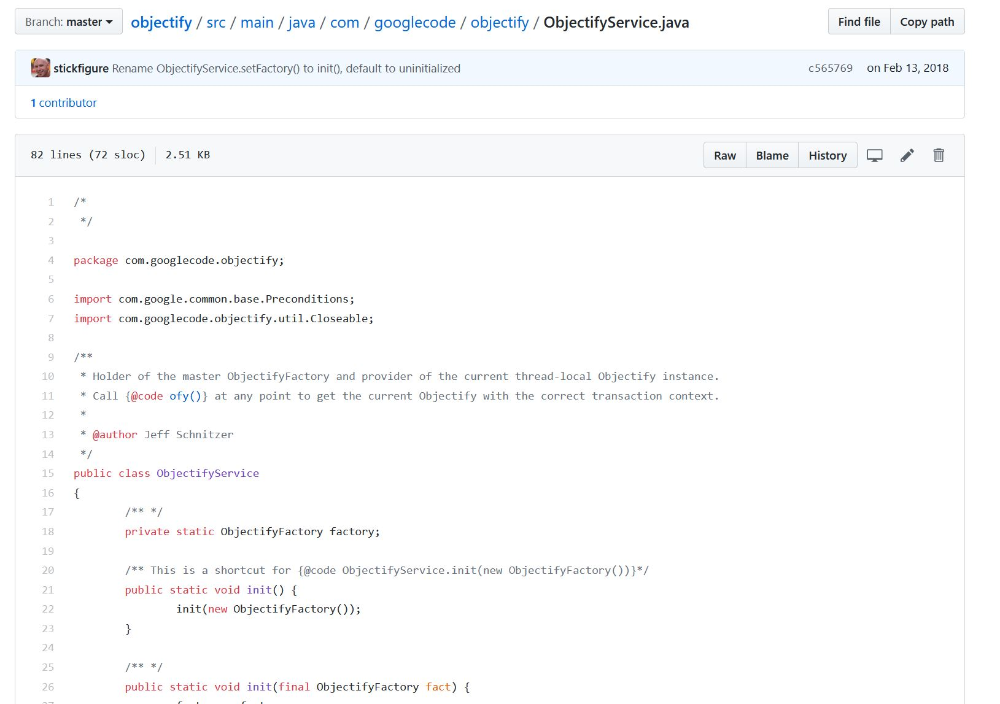 Branch: master
objectify / src / main / java / com / googlecode / objectify / ObjectifyService.java
Find file
Copy path
stickfigure Rename ObjectifyService.setFactory() to init(), default to uninitialized
c565769 on Feb 13, 2018
1 contributor
82 lines (72 sloc) 2.51 KB
Raw Blame History
1 /*
2 */
3
4 package com.googlecode.objectify;
5
6 import com.google.common.base.Preconditions;
7 import com.googlecode.objectify.util.Closeable;
8
9 /**
10 * Holder of the master ObjectifyFactory and provider of the current thread-local Objectify instance.
11 * Call {@code ofy()} at any point to get the current Objectify with the correct transaction context.
12 *
13 * @author Jeff Schnitzer
14 */
15 public class ObjectifyService
16 {
17 /** */
18 private static ObjectifyFactory factory;
19
20 /** This is a shortcut for {@code ObjectifyService.init(new ObjectifyFactory())}*/
21 public static void init() {
22 init(new ObjectifyFactory());
23 }
24
25 /** */
26 public static void init(final ObjectifyFactory fact) {